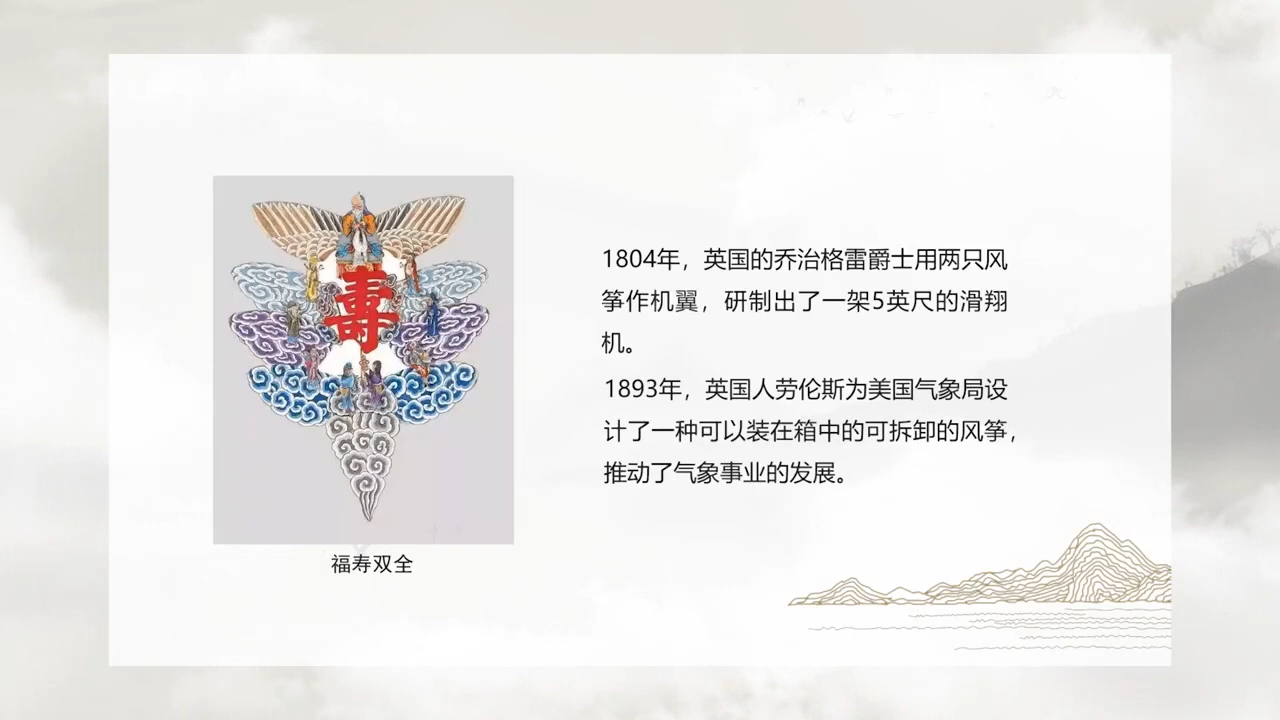 壽
1804年，英国的乔治格雷爵士用两只风
筝作机翼，研制出了一架5英尺的滑翔
机。
1893年，英国人劳伦斯为美国气象局设
计了一种可以装在箱中的可拆卸的风筝，
推动了气象事业的发展。
福寿双全